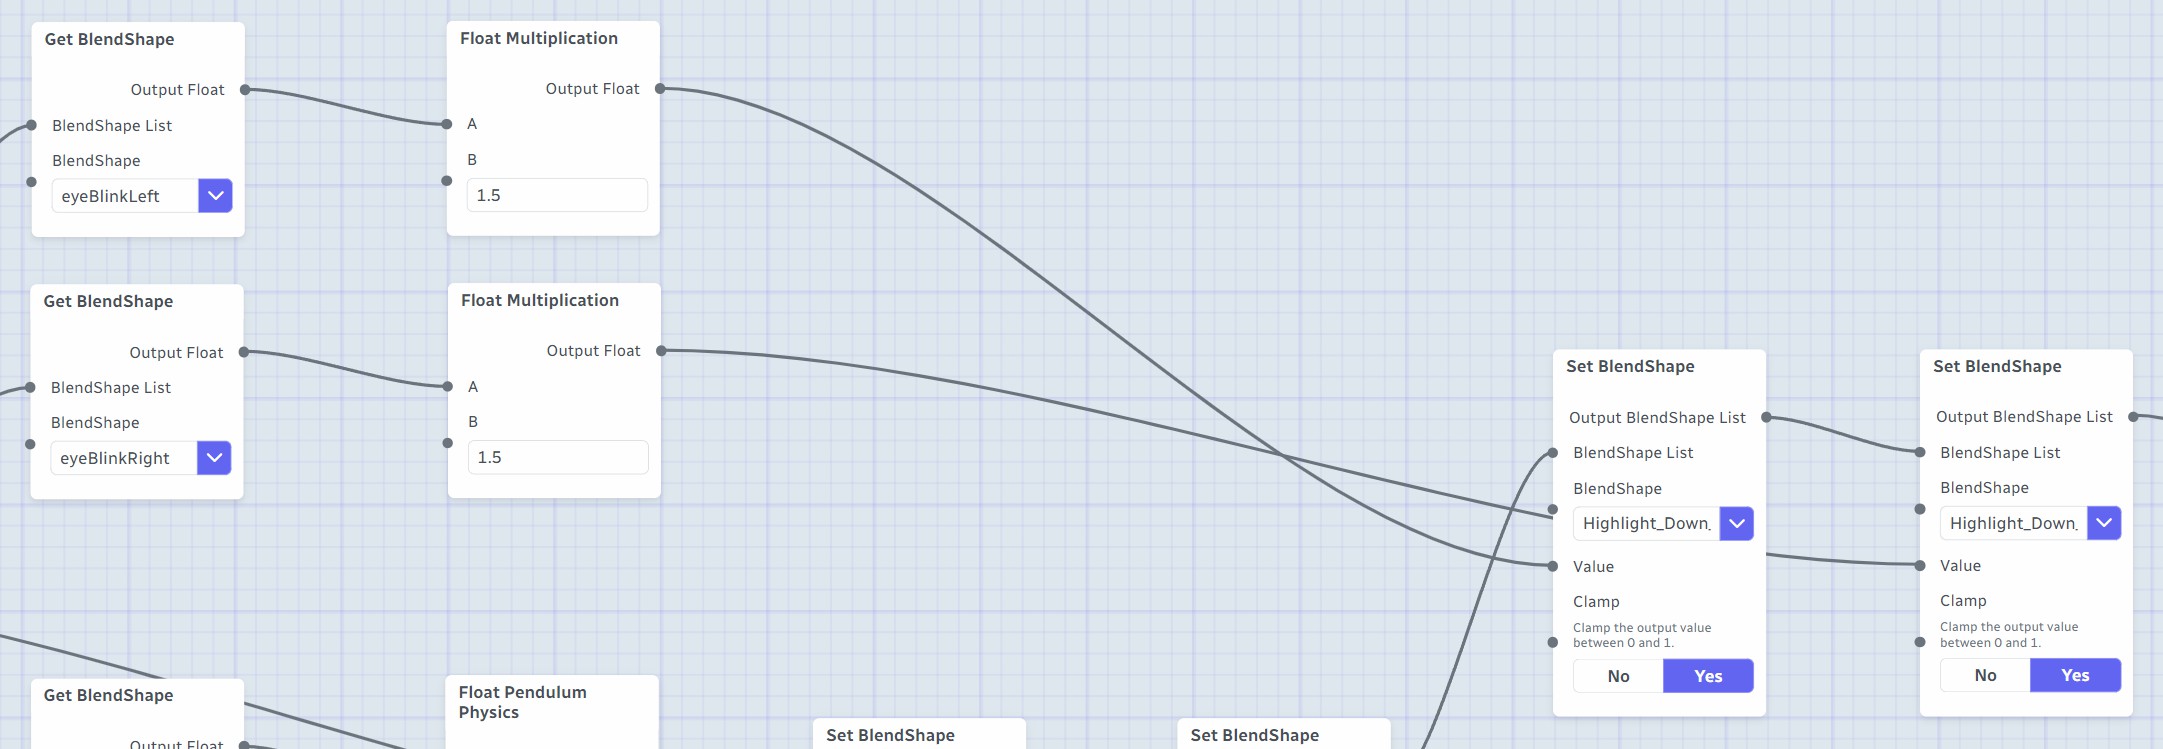 Get BlendShape
Output Float
BlendShape List
BlendShape
eyeBlinkLeft
Float Multiplication
Output Float
A
B
1.5
Get BlendShape
Output Float
BlendShape List
BlendShape
eyeBlinkRight
Float Multiplication
Output Float
A
B
1.5
Set BlendShape
Output BlendShape List
BlendShape List
BlendShape
Highlight_Down_
Value
Clamp
Clamp the output value
between 0 and 1.
No Yes
Set BlendShape
Output BlendShape List
BlendShape List
BlendShape
Highlight_Down_
Value
Clamp
Clamp the output value
between 0 and 1.
No Yes
Get BlendShape
Output Float
Float Pendulum
Physics
Set BlendShape
Set BlendShape